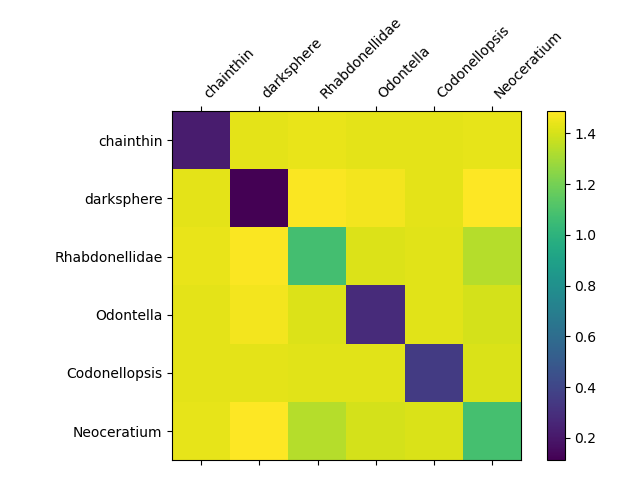 chainthin
darksphere
Rhabdonellidae
Odontella
Codonellopsis
Neoceratium
chainthin
darksphere
Rhabdonellidae
Odontella
Codonellopsis
Neoceratium
1.4
1.2
1.0
0.8
0.6
0.4
0.2